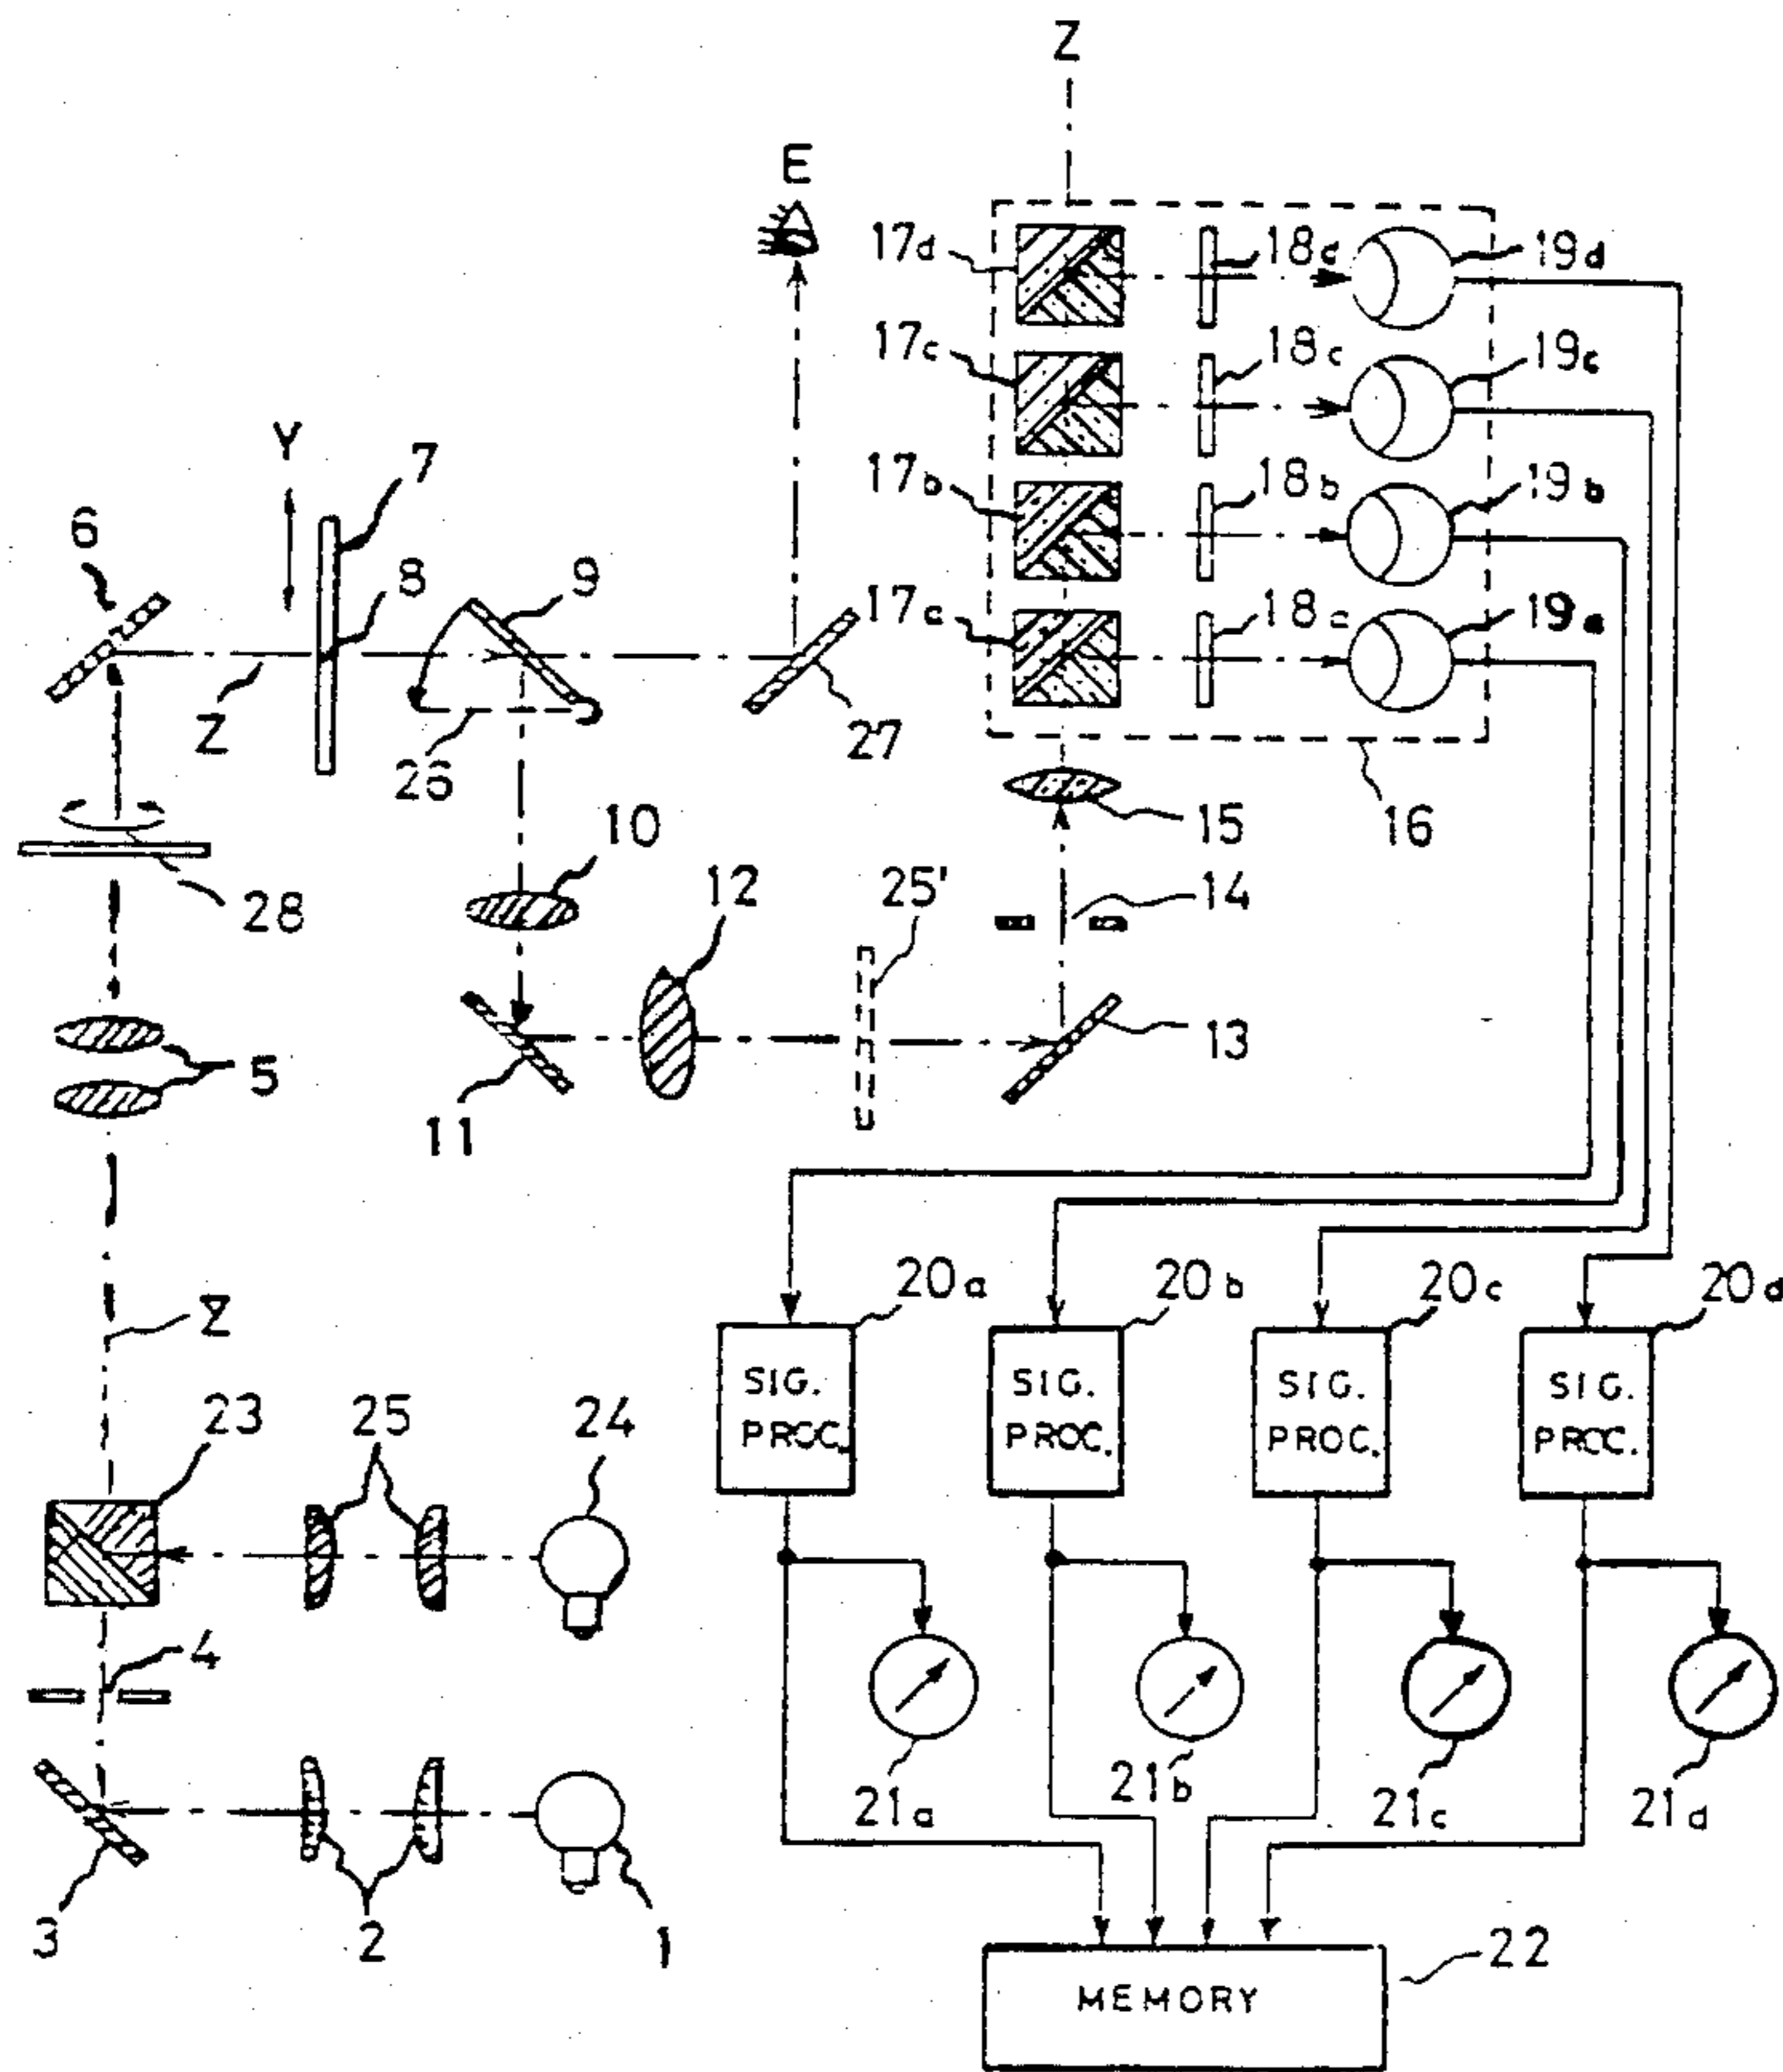 Z
E
17d
18d
19d
17c
18c
19c
Y
7
17b
18b
19b
6
8
9
17a
18a
19a
Z
26
27
10
15
16
12
25'
14
28
5
13
11
20a
20b
20c
20d
Z
23
25
24
SIG. PROC.
SIG. PROC.
SIG. PROC.
SIG. PROC.
4
21a
21b
21c
21d
3
2
1
22
MEMORY